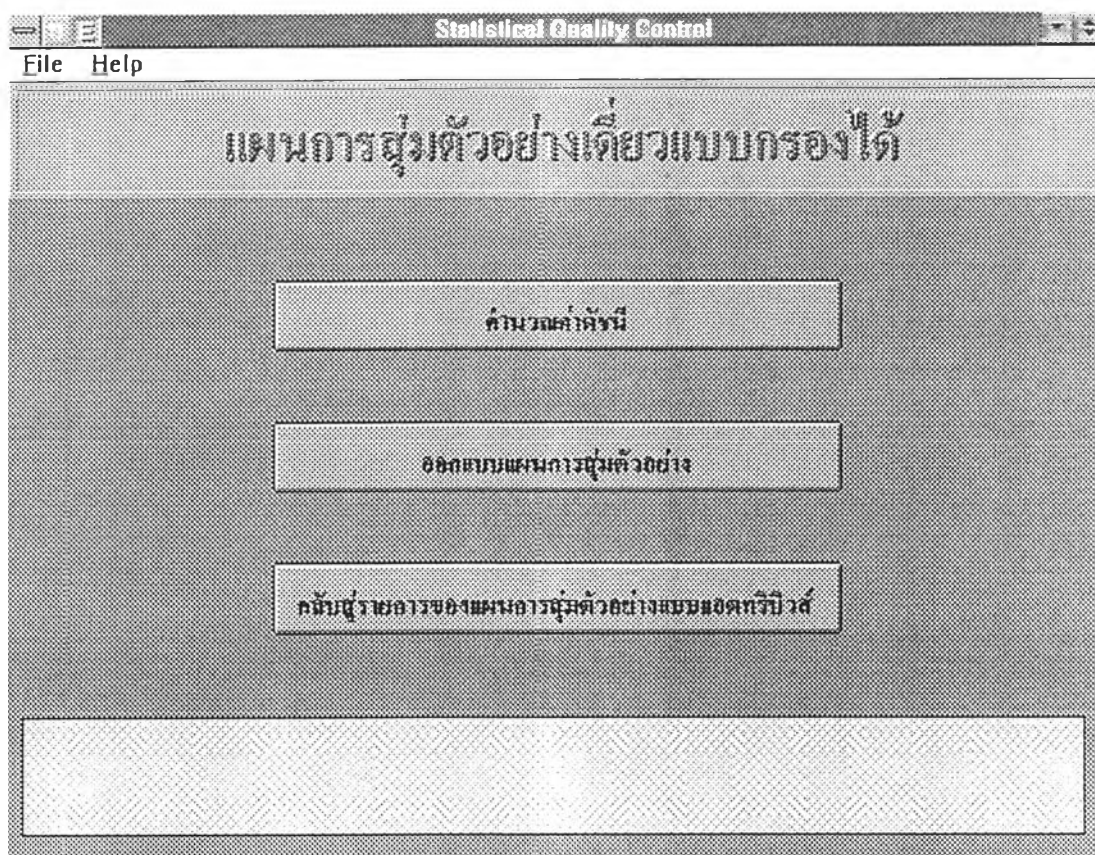 Statistical Quality Control
File Help
แผนการสุ่มตัวอย่างเดี่ยวแบบกรองได้
คำนวณค่าดัชนี
ออกแบบแผนการสุ่มตัวอย่าง
กลับสู่รายการของแผนการสุ่มตัวอย่างแบบแอตทริบิวส์